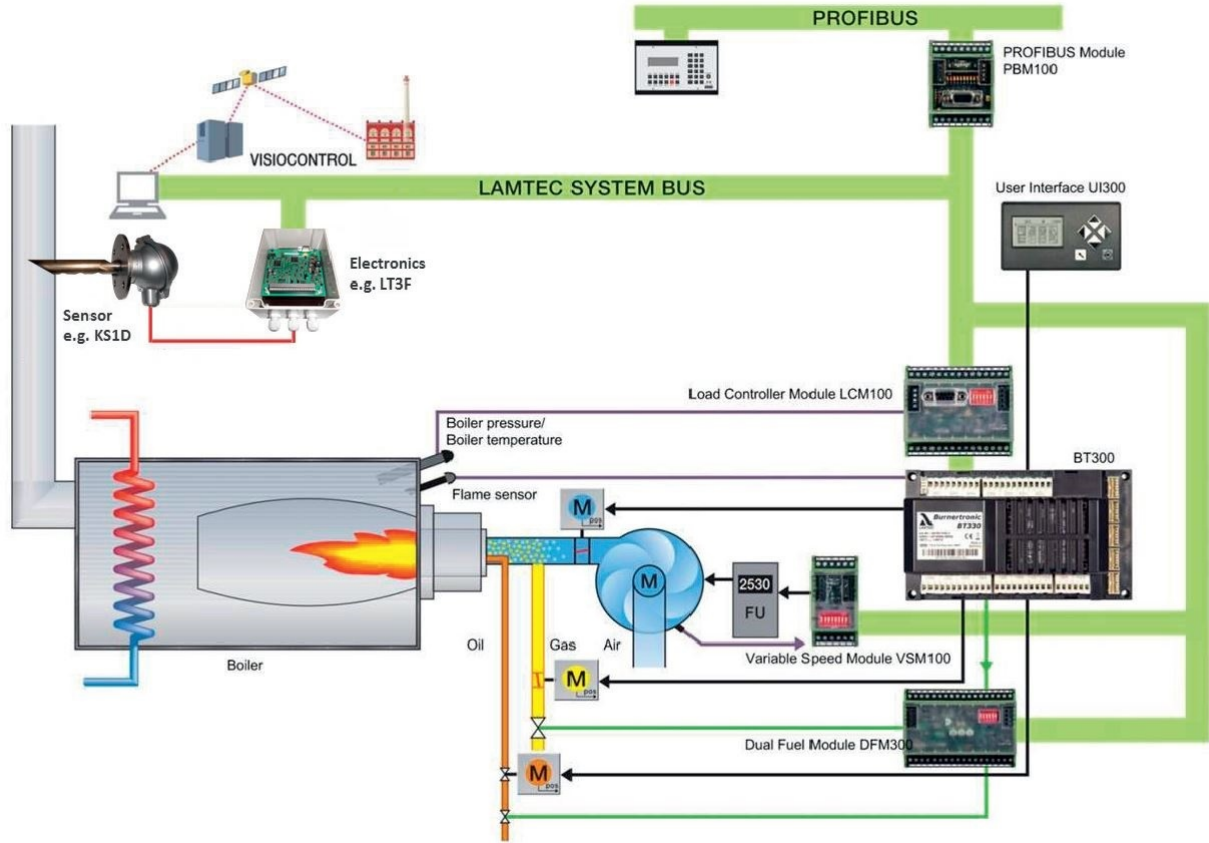 PROFIBUS
PROFIBUS Module
PBM100
VISIOCONTROL
LAMTEC SYSTEM BUS
User Interface UI300
Electronics
e.g. LT3F
Sensor
e.g. KS1D
Load Controller Module LCM100
Boiler pressure/
Boiler temperature
BT300
Flame sensor
M
pos
Burnertronic
BT330
M
2530
FU
Oil
Gas
Air
Variable Speed Module VSM100
Boiler
M
pos
Dual Fuel Module DFM300
M
pos